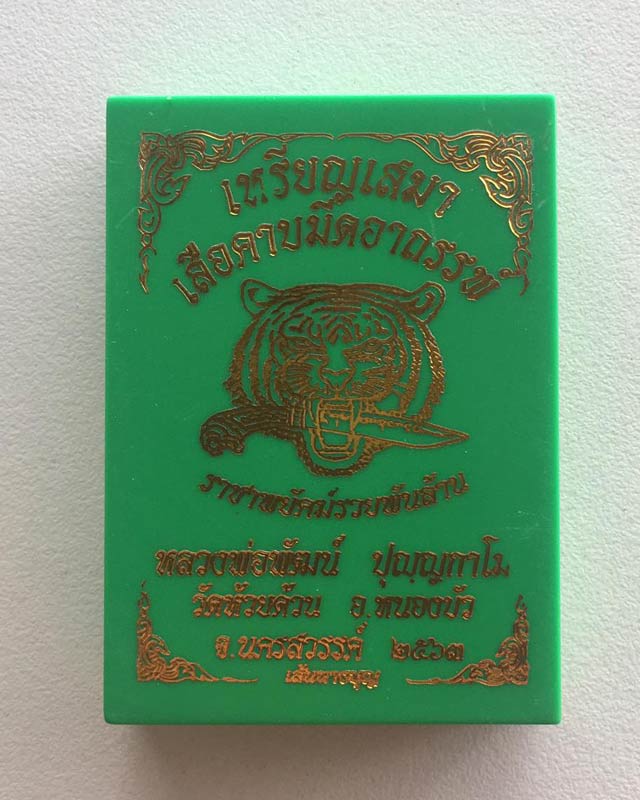 เหรียญเสมา
เสือคาบมีดอาถรรพ์
ราชาพยัคฆ์รวยพันล้าน
หลวงพ่อพัฒน์ ปุญฺญกาโม
วัดห้วยด้วน อ.หนองบัว
จ.นครสวรรค์ ๒๕๖๓
เส้นทางบุญ